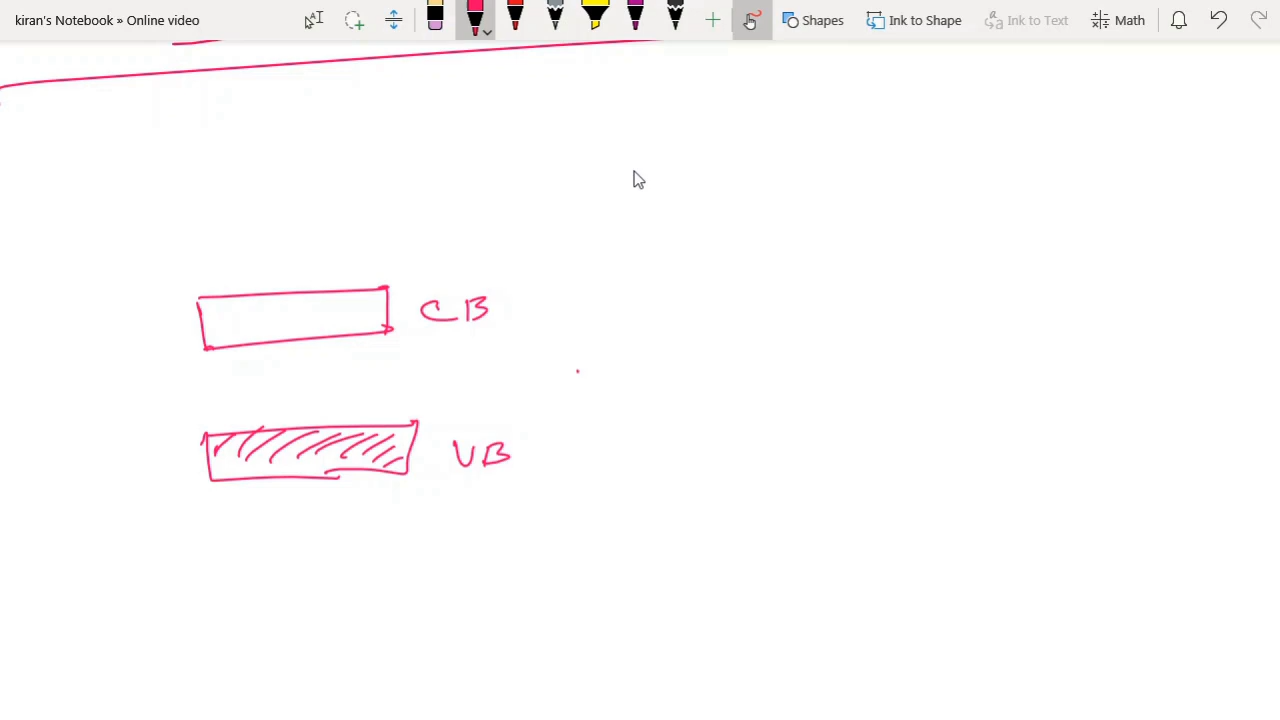 kiran's Notebook » Online video
Shapes
Ink to Shape
Ink to Text
Math
CB
VB